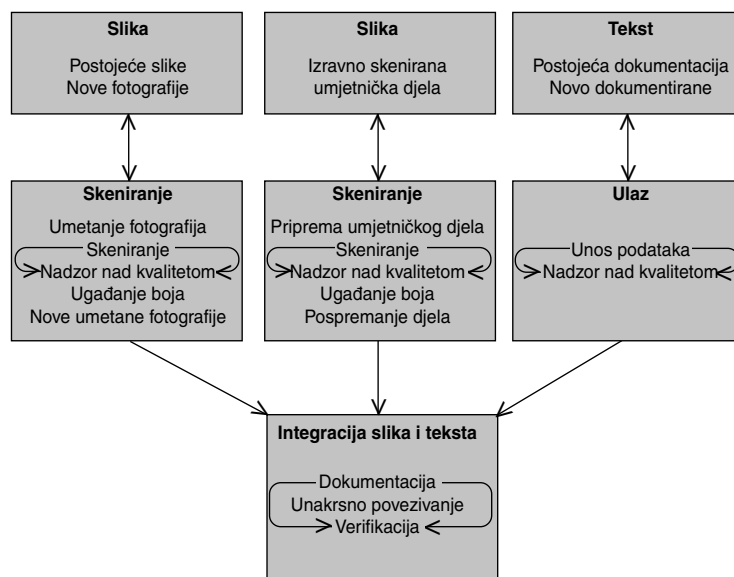 Slika
Postojeće slike
Nove fotografije
Slika
Izravno skenirana
umjetnička djela
Tekst
Postojeća dokumentacija
Novo dokumentirane
Skeniranje
Umetanje fotografija
Skeniranje
Nadzor nad kvalitetom
Ugađanje boja
Nove umetane fotografije
Skeniranje
Priprema umjetničkog djela
Skeniranje
Nadzor nad kvalitetom
Ugađanje boja
Pospremanje djela
Ulaz
Unos podataka
Nadzor nad kvalitetom
Integracija slika i teksta
Dokumentacija
Unakrsno povezivanje
Verifikacija